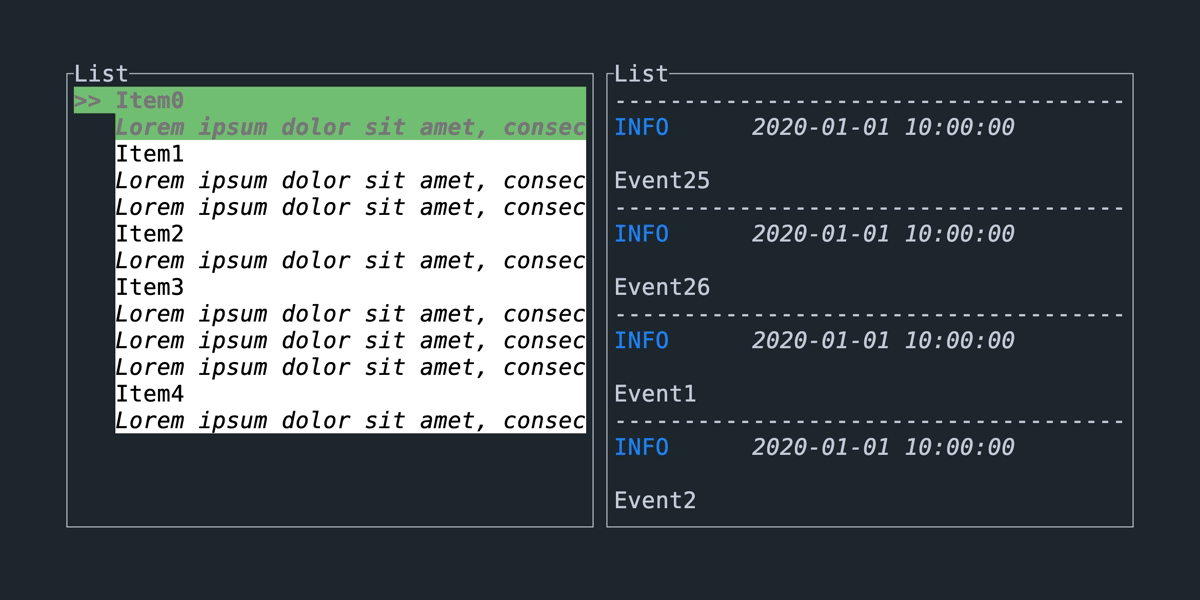 List
>> Item0
Lorem ipsum dolor sit amet, consec
Item1
Lorem ipsum dolor sit amet, consec
Lorem ipsum dolor sit amet, consec
Item2
Lorem ipsum dolor sit amet, consec
Item3
Lorem ipsum dolor sit amet, consec
Lorem ipsum dolor sit amet, consec
Lorem ipsum dolor sit amet, consec
Item4
Lorem ipsum dolor sit amet, consec
List
-------------------------------------
INFO 2020-01-01 10:00:00
Event25
-------------------------------------
INFO 2020-01-01 10:00:00
Event26
-------------------------------------
INFO 2020-01-01 10:00:00
Event1
-------------------------------------
INFO 2020-01-01 10:00:00
Event2